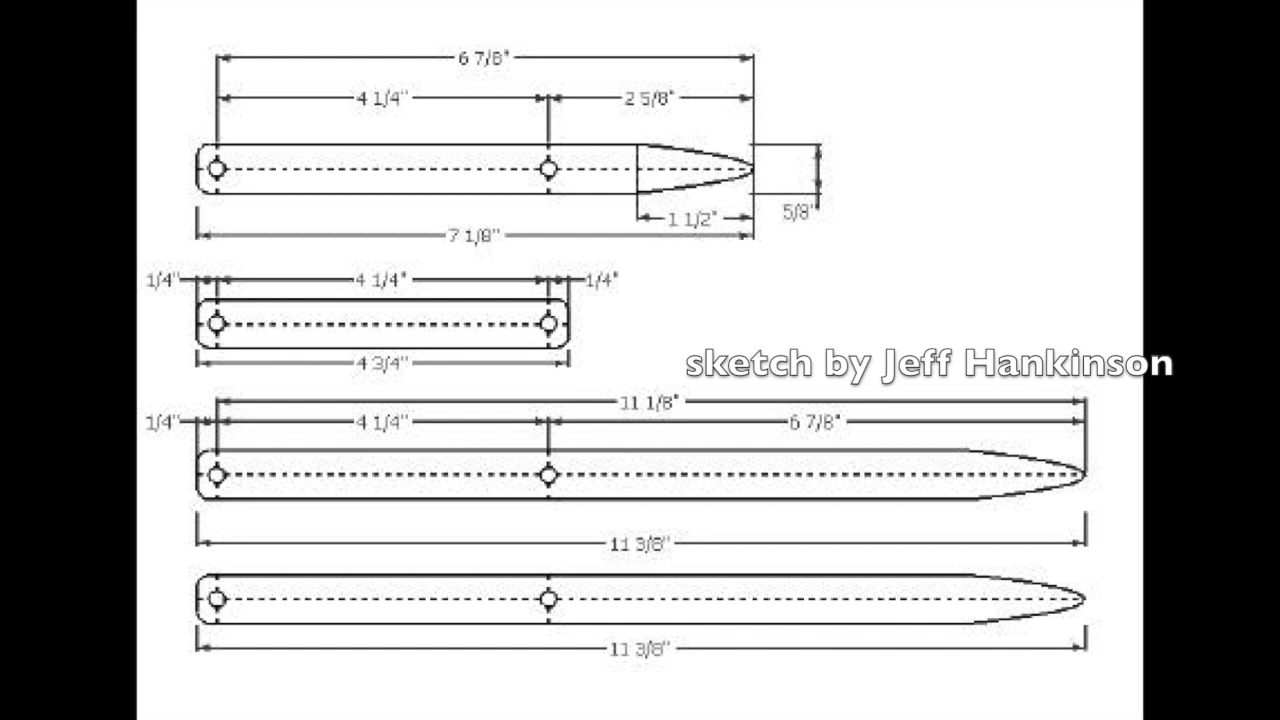 6 7/8"
4 1/4" 2 5/8"
5/8"
1 1/2"
7 1/8"
1/4" 4 1/4" 1/4"
4 3/4"
sketch by Jeff Hankinson
11 1/8"
1/4" 4 1/4" 6 7/8"
11 3/8"
11 3/8"